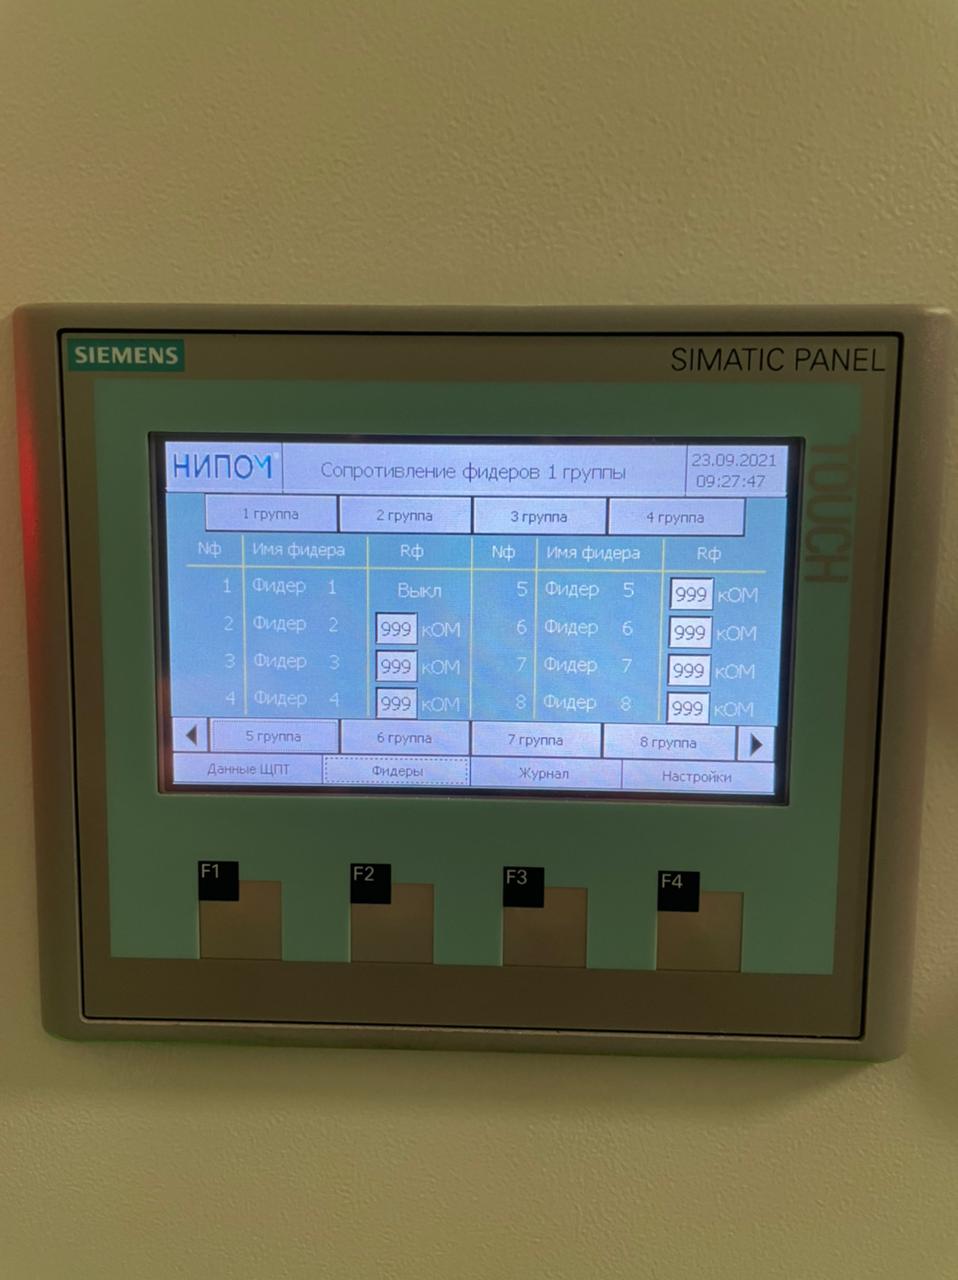 SIEMENS
SIMATIC PANEL
TOUCH
НИПОМ
Сопротивление фидеров 1 группы
23.09.2021
09:27:47
1 группа 2 группа 3 группа 4 группа
Nф Имя фидера Rф Nф Имя фидера Rф
1 Фидер 1 Выкл 5 Фидер 5 999 кОМ
2 Фидер 2 999 кОМ 6 Фидер 6 999 кОМ
3 Фидер 3 999 кОМ 7 Фидер 7 999 кОМ
4 Фидер 4 999 кОМ 8 Фидер 8 999 кОМ
5 группа 6 группа 7 группа 8 группа
Данные ЩПТ Фидеры Журнал Настройки
F1 F2 F3 F4